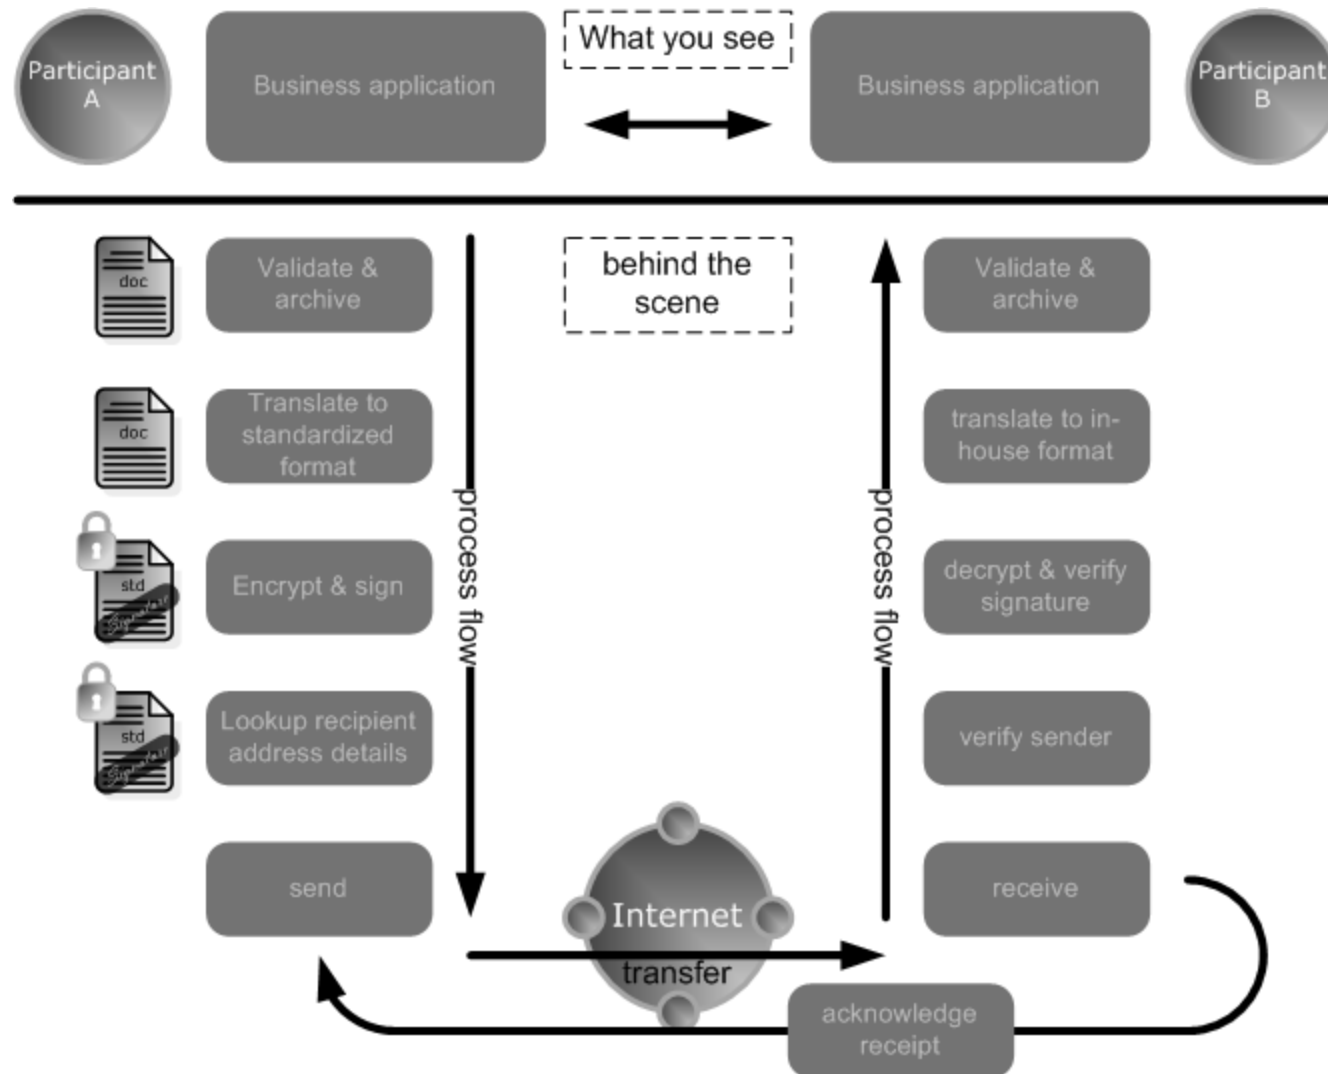 Participant
A
Business application
What you see
Business application
Participant
B
doc
Validate &
archive
behind the
scene
Validate &
archive
doc
Translate to
standardized
format
translate to in-
house format
process flow
process flow
std
Signature
Encrypt & sign
decrypt & verify
signature
std
Signature
Lookup recipient
address details
verify sender
send
Internet
transfer
receive
acknowledge
receipt